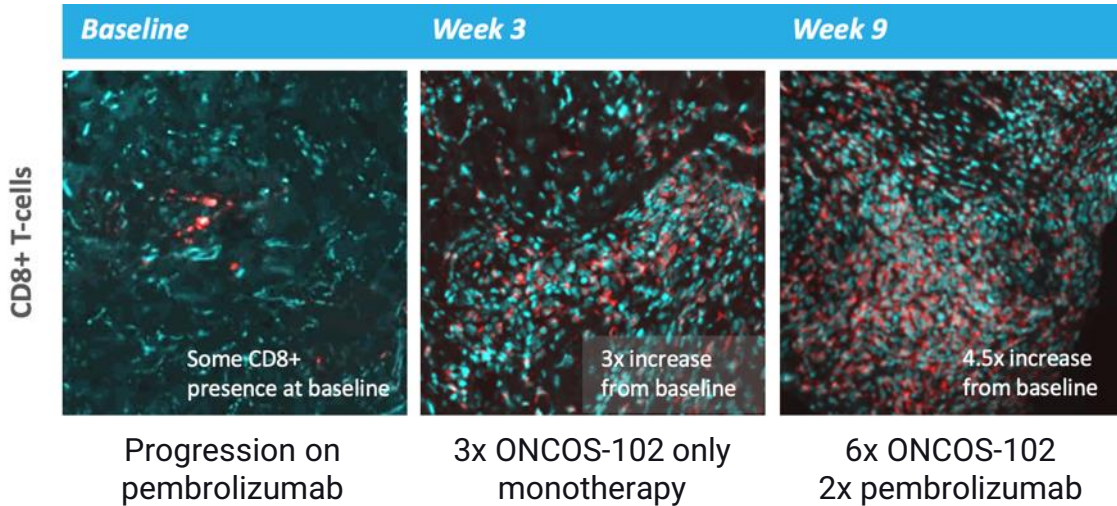 Baseline
Week 3
Week 9
CD8+ T-cells
Some CD8+
presence at baseline
3x increase
from baseline
4.5x increase
from baseline
Progression on
pembrolizumab
3x ONCOS-102 only
monotherapy
6x ONCOS-102
2x pembrolizumab